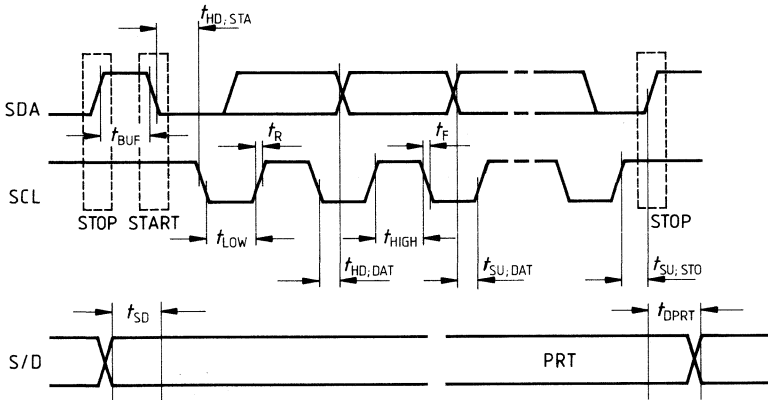 tHD;STA
SDA
tBUF
tR
tF
SCL
STOP
START
STOP
tLOW
tHIGH
tHD;DAT
tSU;DAT
tSU;STO
tSD
tDPRT
S/D
PRT